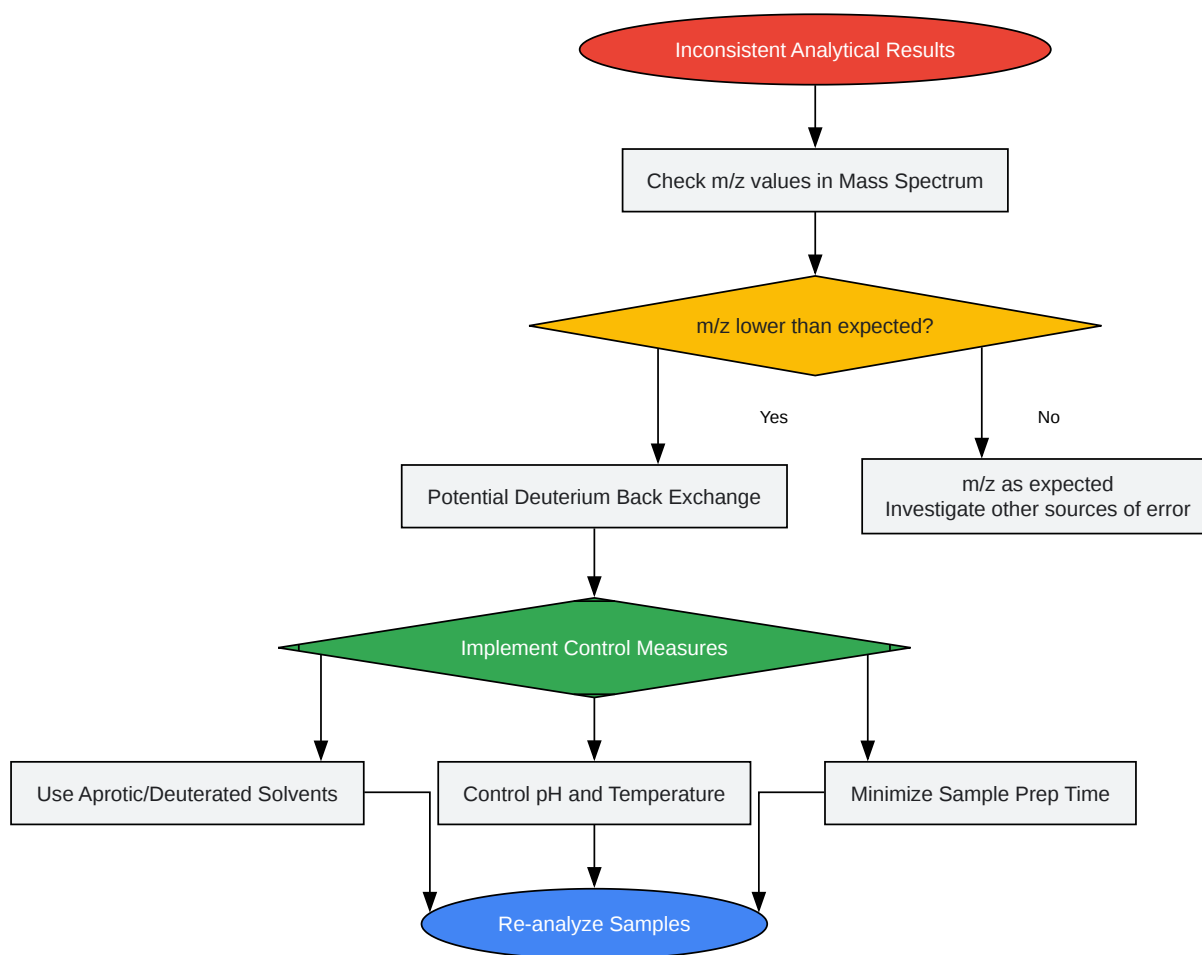 Inconsistent Analytical Results
Check m/z values in Mass Spectrum
m/z lower than expected?
Yes
No
Potential Deuterium Back Exchange
m/z as expected
Investigate other sources of error
Implement Control Measures
Use Aprotic/Deuterated Solvents
Control pH and Temperature
Minimize Sample Prep Time
Re-analyze Samples